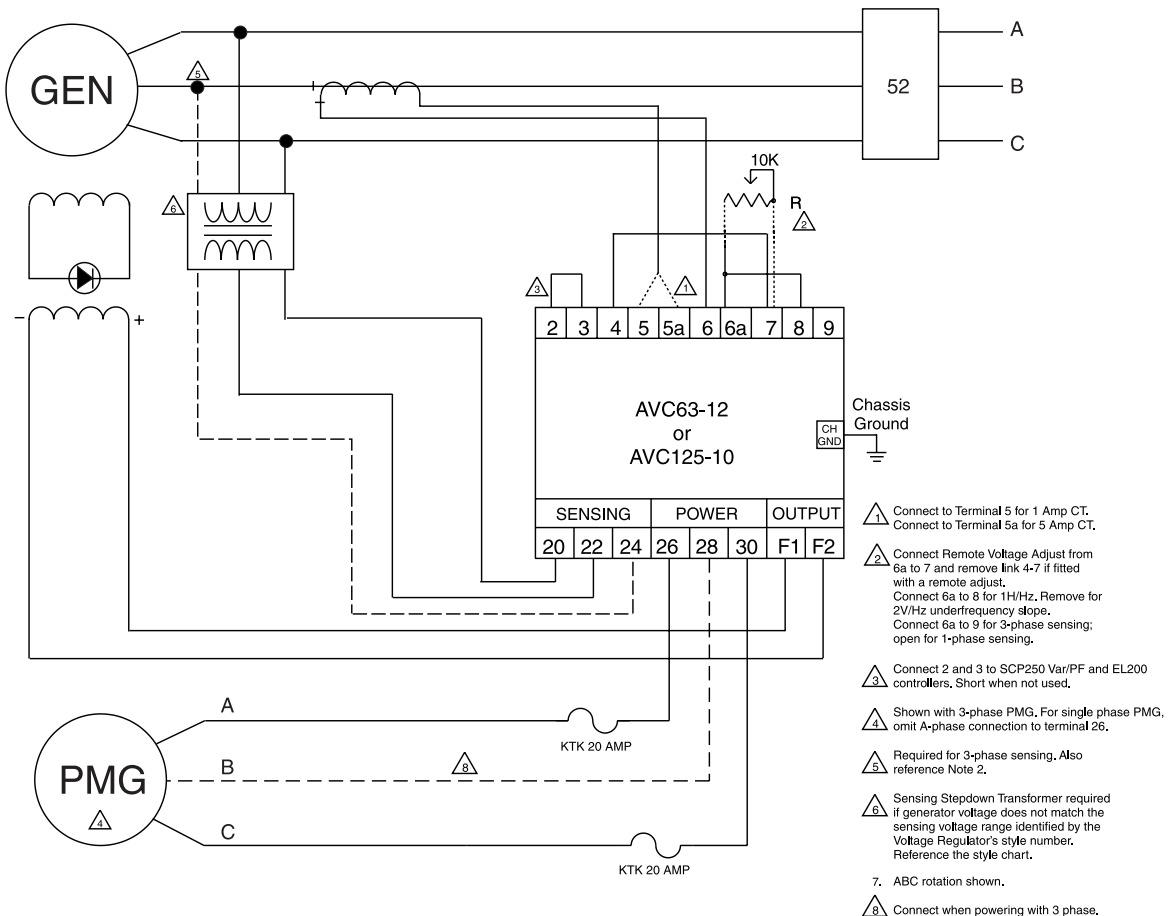 GEN
5
+
+
52
A
B
C
10K
R
2
6
3
1
−
+
2 3 4 5 5a 6 6a 7 8 9
AVC63-12
or
AVC125-10
CH
GND
Chassis
Ground
SENSING POWER OUTPUT
20 22 24 26 28 30 F1 F2
A
KTK 20 AMP
B
8
PMG
4
C
KTK 20 AMP
1 Connect to Terminal 5 for 1 Amp CT.
Connect to Terminal 5a for 5 Amp CT.
2 Connect Remote Voltage Adjust from
6a to 7 and remove link 4-7 if fitted
with a remote adjust.
Connect 6a to 8 for 1H/Hz. Remove for
2V/Hz underfrequency slope.
Connect 6a to 9 for 3-phase sensing;
open for 1-phase sensing.
3 Connect 2 and 3 to SCP250 Var/PF and EL200
controllers. Short when not used.
4 Shown with 3-phase PMG. For single phase PMG,
omit A-phase connection to terminal 26.
5 Required for 3-phase sensing. Also
reference Note 2.
6 Sensing Stepdown Transformer required
if generator voltage does not match the
sensing voltage range identified by the
Voltage Regulator's style number.
Reference the style chart.
7. ABC rotation shown.
8 Connect when powering with 3 phase.